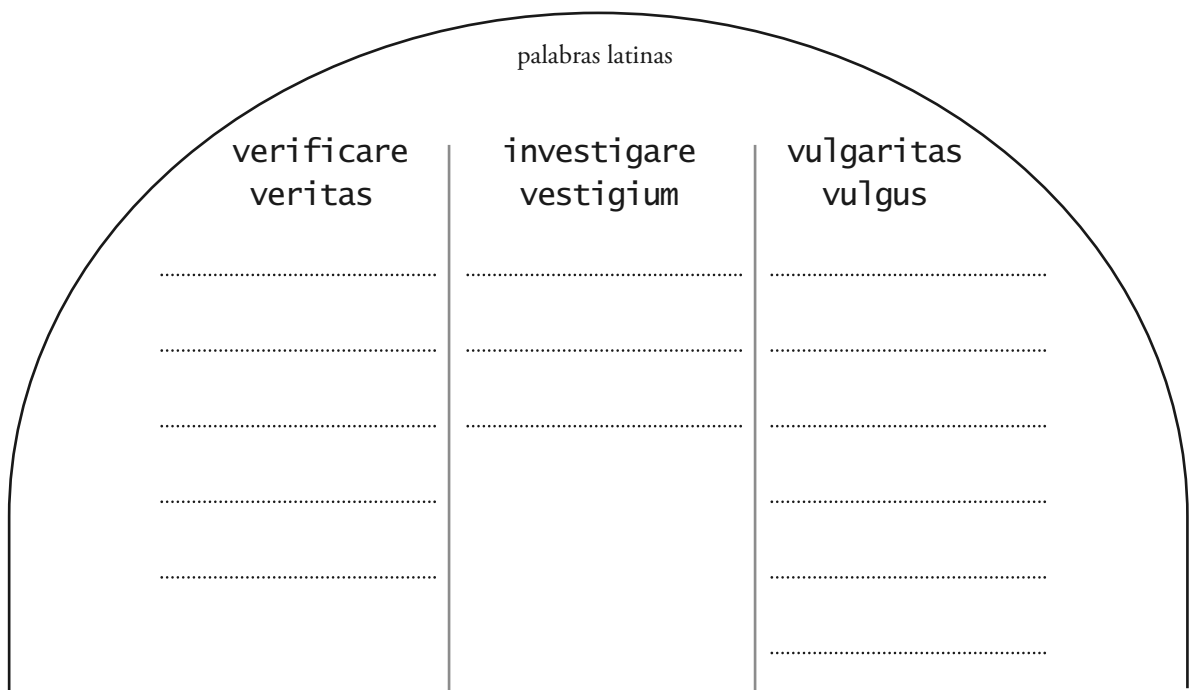 palabras latinas
verificare
veritas
investigare
vestigium
vulgaritas
vulgus